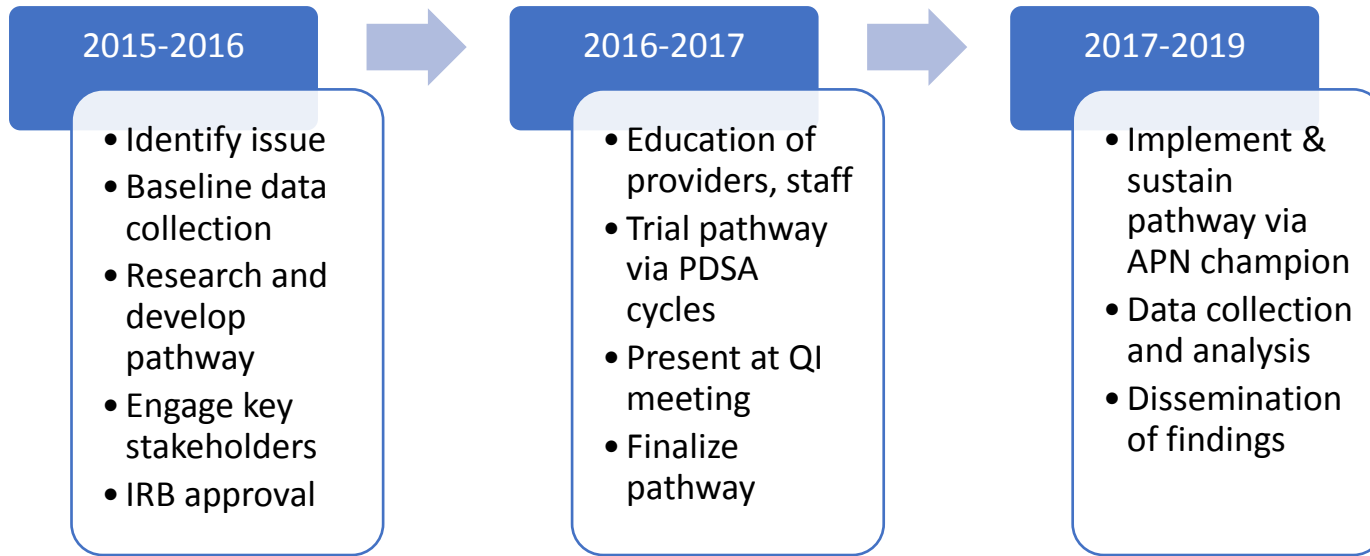 2015-2016
• Identify issue
• Baseline data
collection
• Research and
develop
pathway
• Engage key
stakeholders
• IRB approval
2016-2017
• Education of
providers, staff
• Trial pathway
via PDSA
cycles
• Present at QI
meeting
• Finalize
pathway
2017-2019
• Implement &
sustain
pathway via
APN champion
• Data collection
and analysis
• Dissemination
of findings